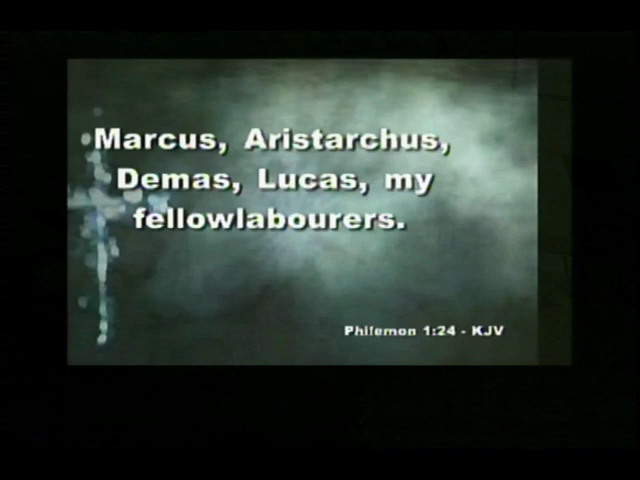 Marcus, Aristarchus,
Demas, Lucas, my
fellowlabourers.
Philemon 1:24 - KJV